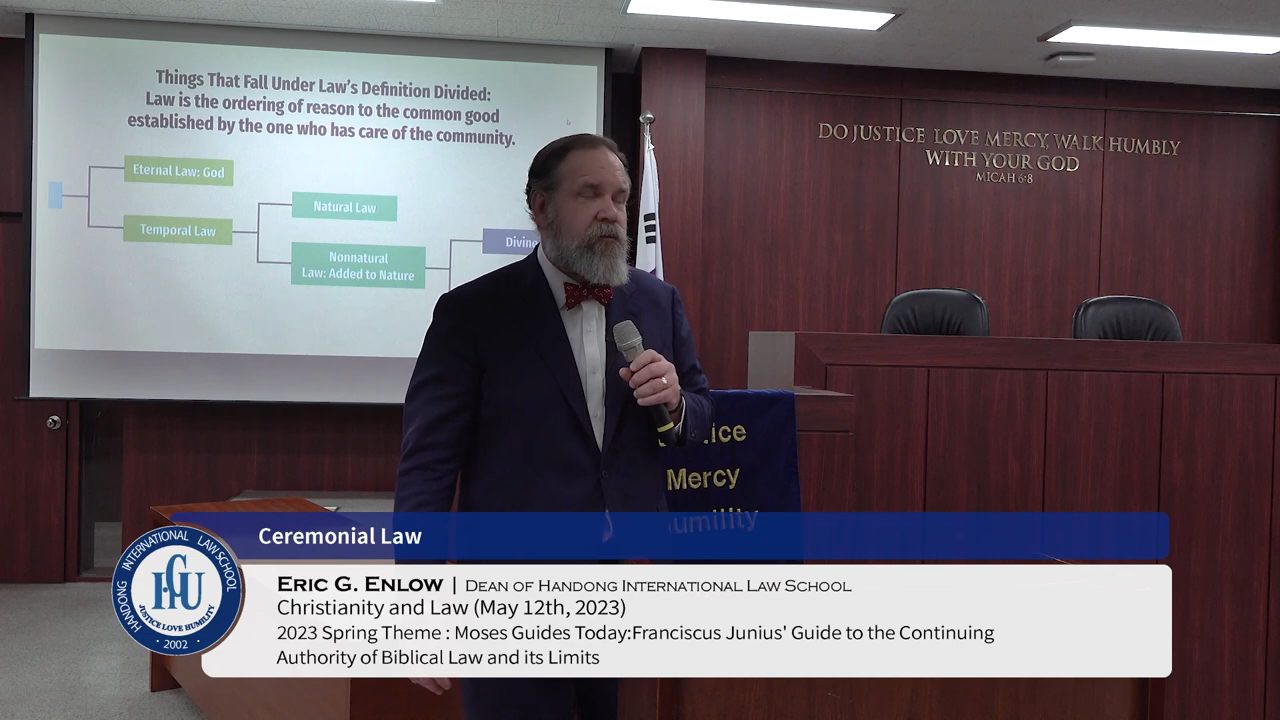 Things That Fall Under Law's Definition Divided:
Law is the ordering of reason to the common good
established by the one who has care of the community.
Eternal Law: God
Temporal Law
Natural Law
Nonnatural
Law: Added to Nature
Divine
DO JUSTICE LOVE MERCY, WALK HUMBLY
WITH YOUR GOD
MICAH 6:8
Mercy
Ceremonial Law
HANDONG INTERNATIONAL LAW SCHOOL
HGU
JUSTICE LOVE HUMILITY
· 2002 ·
ERIC G. ENLOW | DEAN OF HANDONG INTERNATIONAL LAW SCHOOL
Christianity and Law (May 12th, 2023)
2023 Spring Theme : Moses Guides Today:Franciscus Junius' Guide to the Continuing
Authority of Biblical Law and its Limits